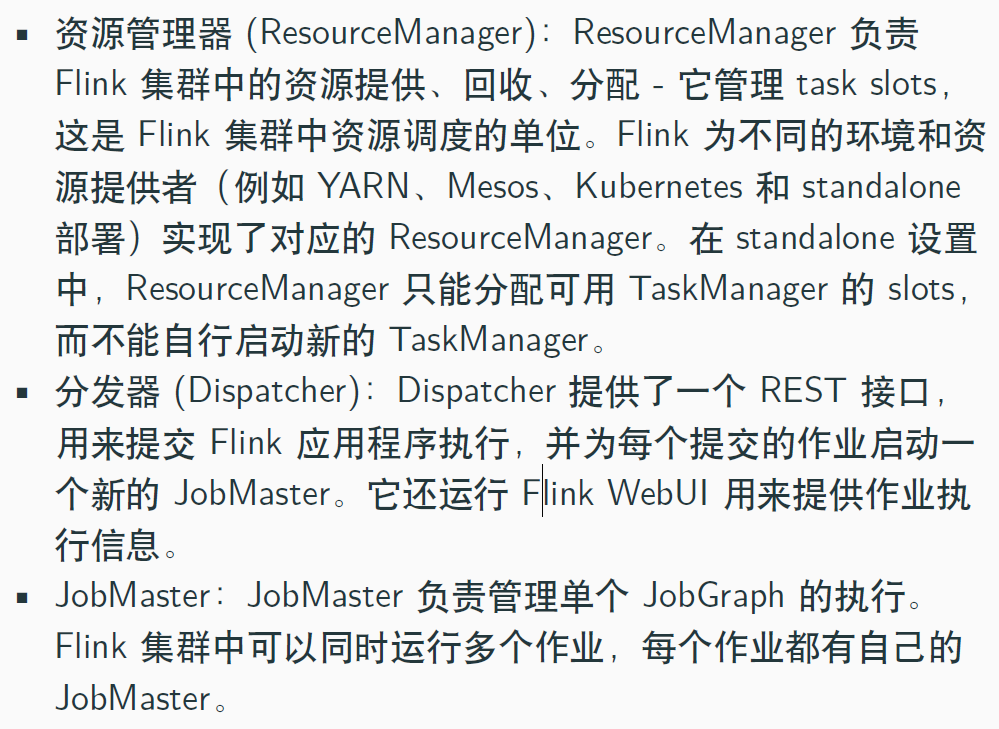 ▪ 资源管理器 (ResourceManager)：ResourceManager 负责
Flink 集群中的资源提供、回收、分配 - 它管理 task slots，
这是 Flink 集群中资源调度的单位。Flink 为不同的环境和资
源提供者（例如 YARN、Mesos、Kubernetes 和 standalone
部署）实现了对应的 ResourceManager。在 standalone 设置
中，ResourceManager 只能分配可用 TaskManager 的 slots，
而不能自行启动新的 TaskManager。
▪ 分发器 (Dispatcher)：Dispatcher 提供了一个 REST 接口，
用来提交 Flink 应用程序执行，并为每个提交的作业启动一
个新的 JobMaster。它还运行 Flink WebUI 用来提供作业执
行信息。
▪ JobMaster：JobMaster 负责管理单个 JobGraph 的执行。
Flink 集群中可以同时运行多个作业，每个作业都有自己的
JobMaster。